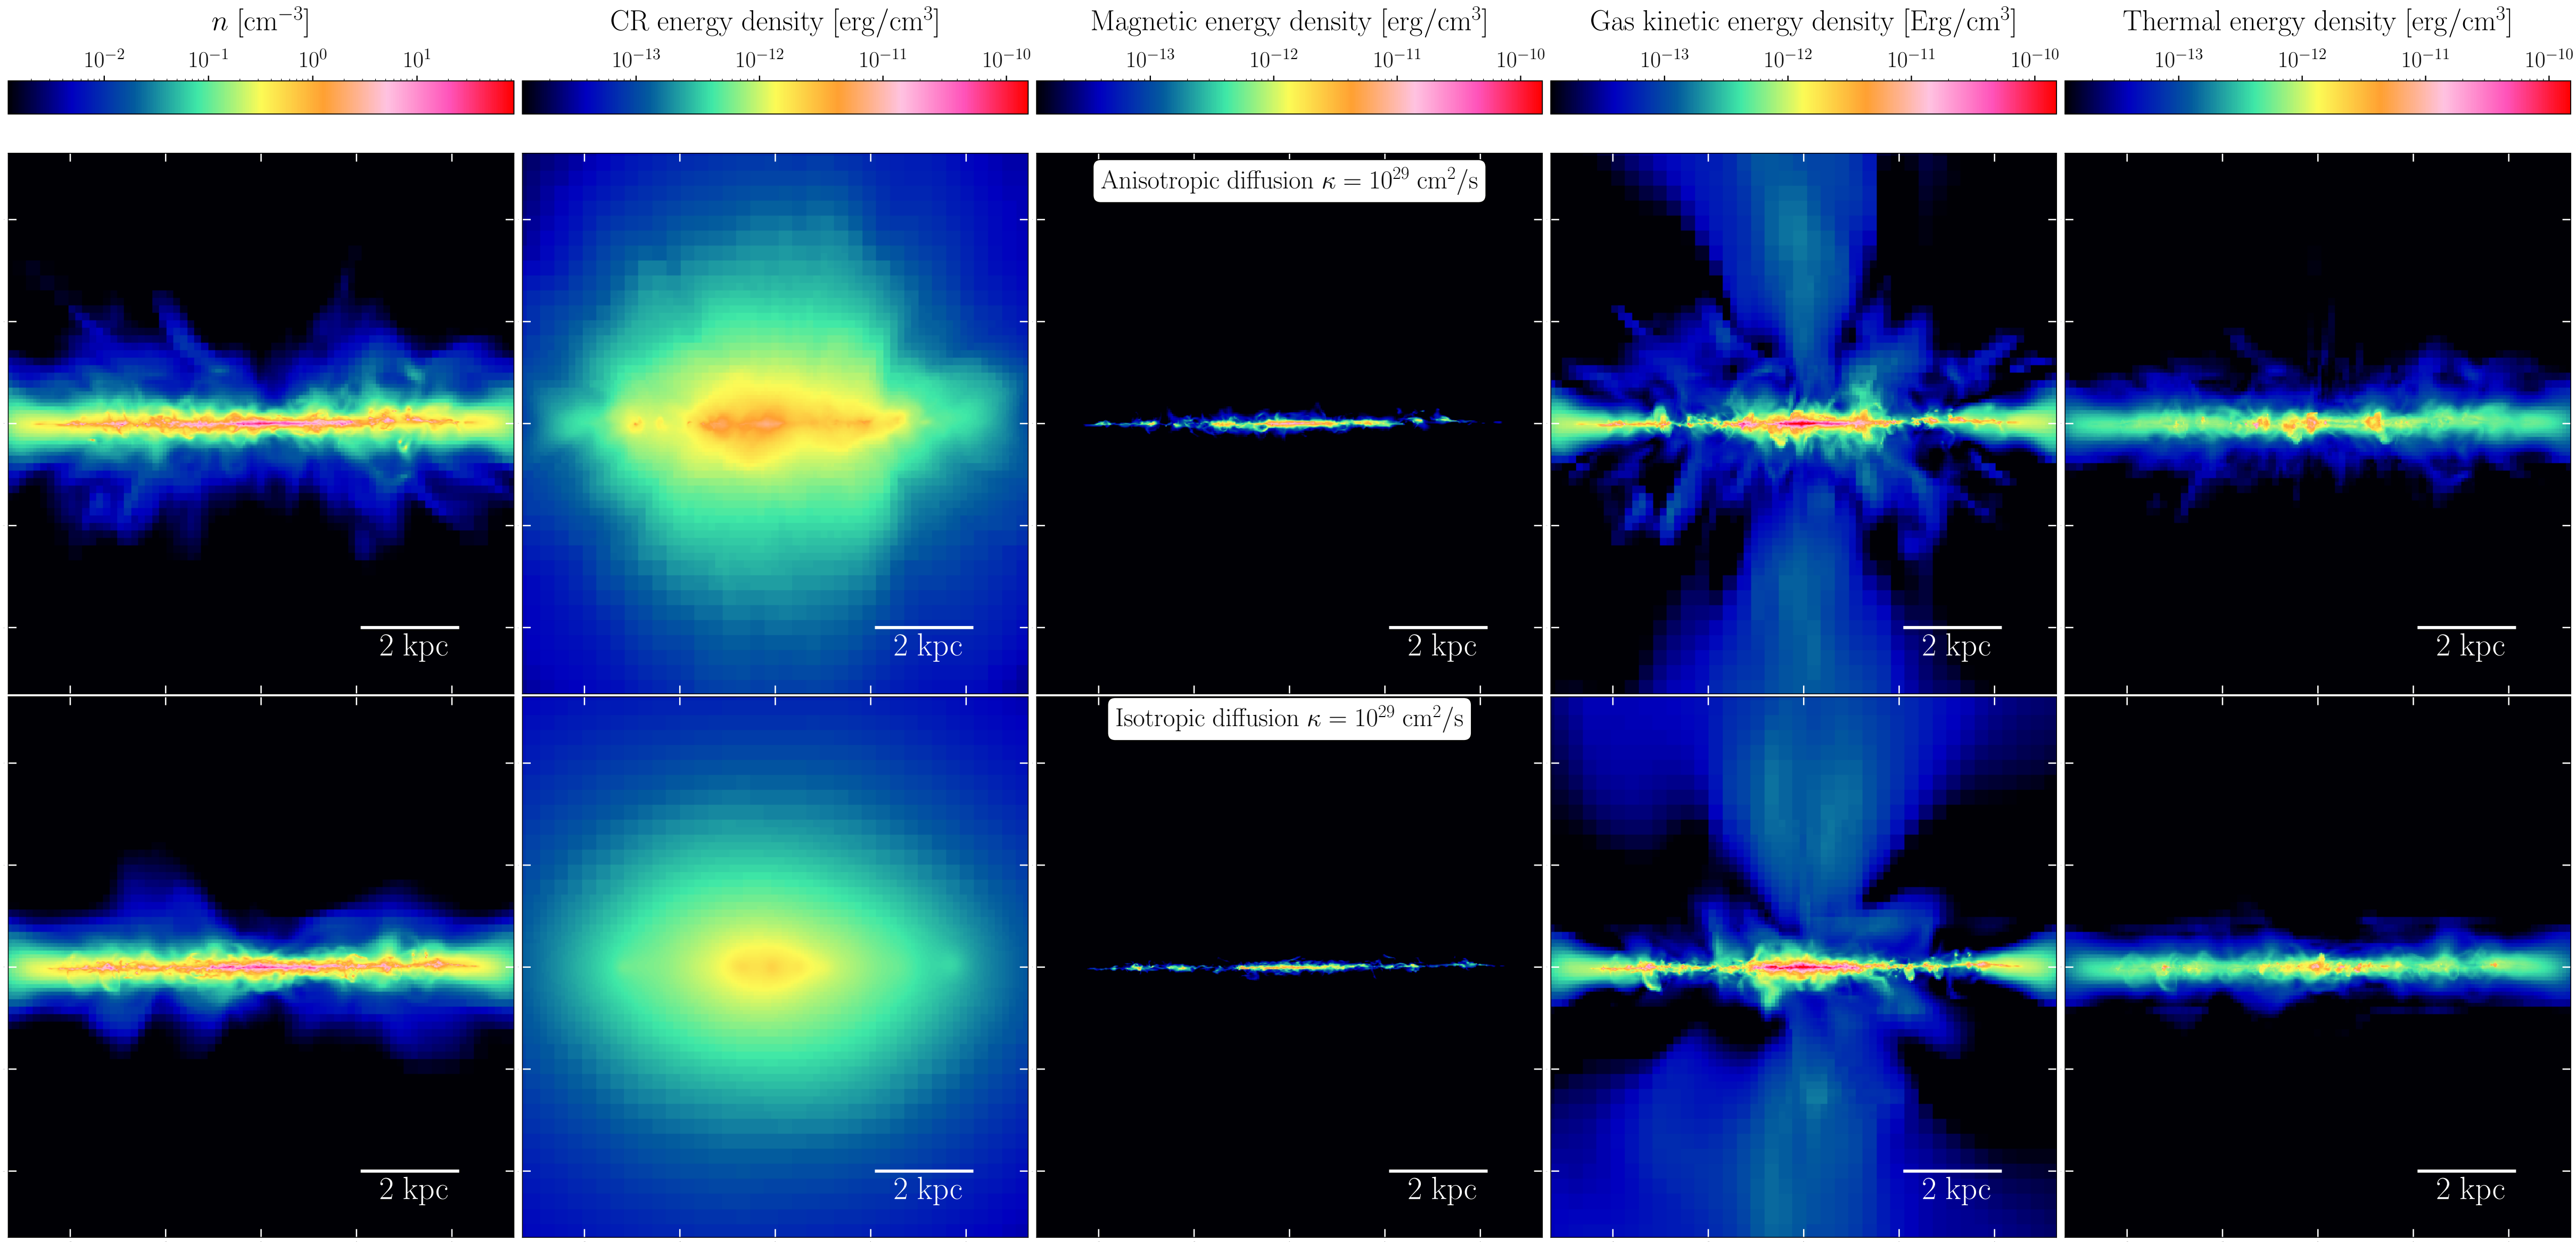 n [cm⁻³]
CR energy density [erg/cm³]
Magnetic energy density [erg/cm³]
Gas kinetic energy density [Erg/cm³]
Thermal energy density [erg/cm³]
10⁻² 10⁻¹ 10⁰ 10¹
10⁻¹³ 10⁻¹² 10⁻¹¹ 10⁻¹⁰
10⁻¹³ 10⁻¹² 10⁻¹¹ 10⁻¹⁰
10⁻¹³ 10⁻¹² 10⁻¹¹ 10⁻¹⁰
10⁻¹³ 10⁻¹² 10⁻¹¹ 10⁻¹⁰
Anisotropic diffusion κ = 10²⁹ cm²/s
2 kpc
2 kpc
2 kpc
2 kpc
2 kpc
Isotropic diffusion κ = 10²⁹ cm²/s
2 kpc
2 kpc
2 kpc
2 kpc
2 kpc